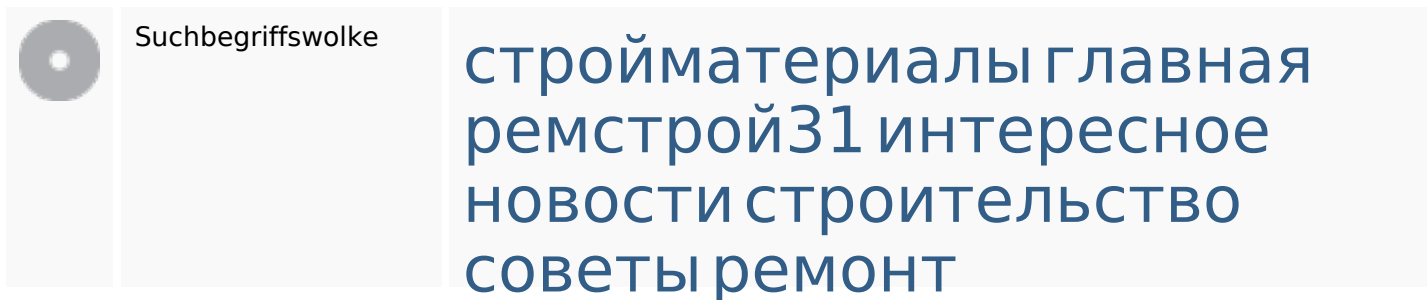 Suchbegriffswolke
стройматериалы главная
ремстрой31 интересное
новости строительство
советы ремонт